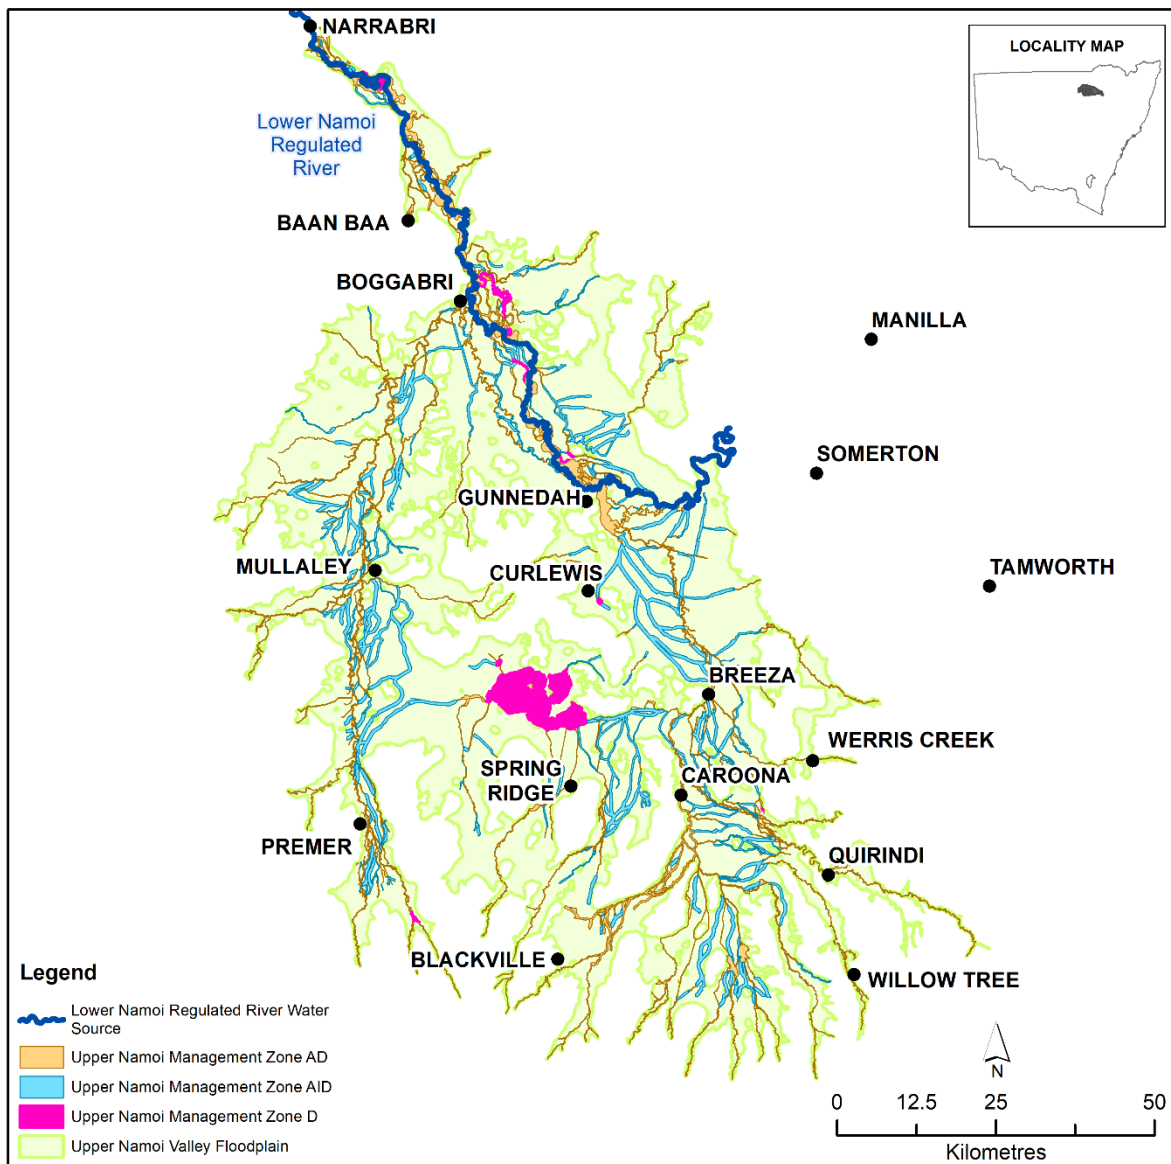 NARRABRI
LOCALITY MAP
Lower Namoi
Regulated
River
BAAN BAA
BOGGABRI
MANILLA
SOMERTON
GUNNEDAH
MULLALEY
CURLEWIS
TAMWORTH
BREEZA
WERRIS CREEK
SPRING
RIDGE
CAROONA
PREMER
QUIRINDI
BLACKVILLE
WILLOW TREE
Legend
Lower Namoi Regulated River Water
Source
Upper Namoi Management Zone AD
Upper Namoi Management Zone AID
Upper Namoi Management Zone D
Upper Namoi Valley Floodplain
N
0 12.5 25 50
Kilometres